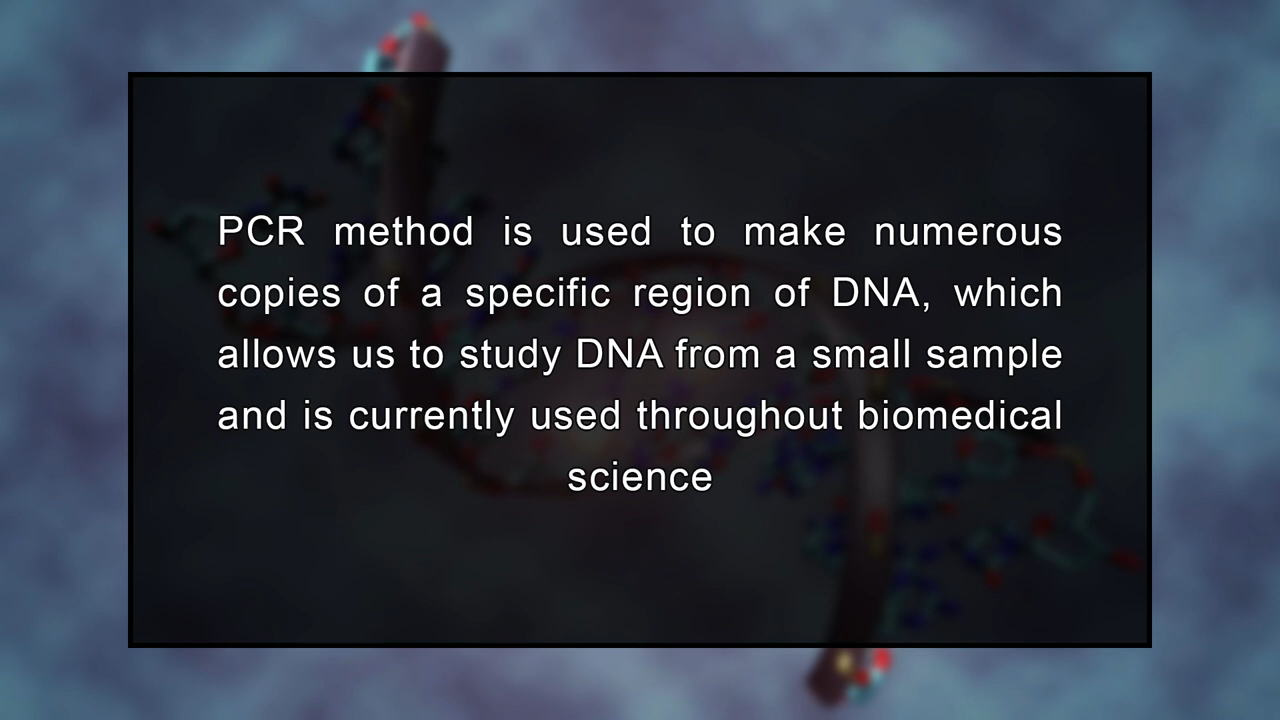 PCR method is used to make numerous
copies of a specific region of DNA, which
allows us to study DNA from a small sample
and is currently used throughout biomedical
science